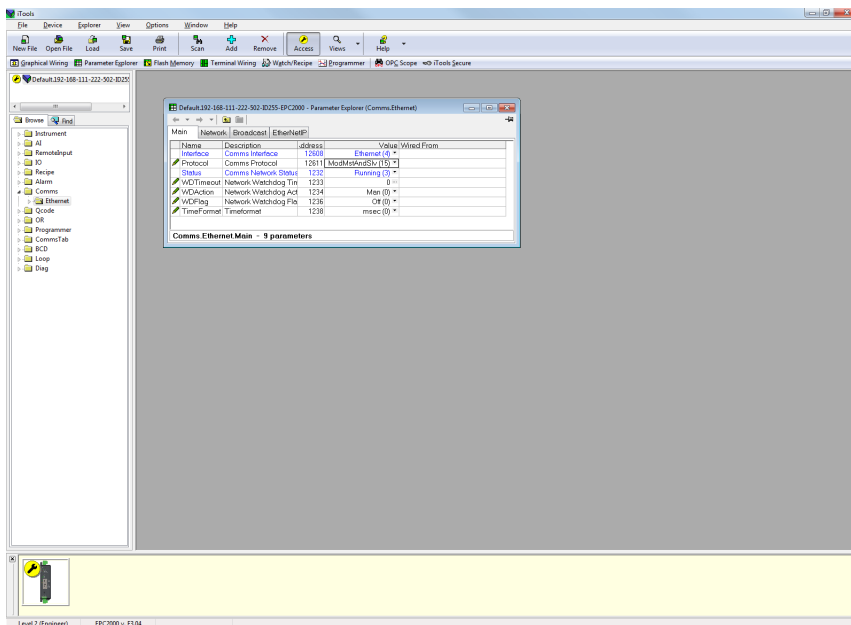 iTools
File Device Explorer View Options Window Help
New File Open File Load Save Print Scan Add Remove Access Views Help
Graphical Wiring Parameter Explorer Flash Memory Terminal Wiring Watch/Recipe Programmer OPC Scope iTools Secure
Default.192-168-111-222-502-ID255
Browse Find
Instrument
AI
RemoteInput
IO
Recipe
Alarm
Comms
Ethernet
Qcode
OR
Programmer
CommsTab
BCD
Loop
Diag
Default.192-168-111-222-502-ID255-EPC2000 - Parameter Explorer (Comms.Ethernet)
Main Network Broadcast EtherNetIP
Name Description Address Value Wired From
Interface Comms Interface 12608 Ethernet (4)
Protocol Comms Protocol 12611 ModMstAndSlv (15)
Status Comms Network Status 1232 Running (3)
WDTimeout Network Watchdog Tin 1233 0
WDAction Network Watchdog Act 1234 Man (0)
WDFlag Network Watchdog Fla 1236 Off (0)
TimeFormat Timeformat 1238 msec (0)
Comms.Ethernet.Main - 9 parameters
Level 2 (Engineer) EPC2000 v. E3.04